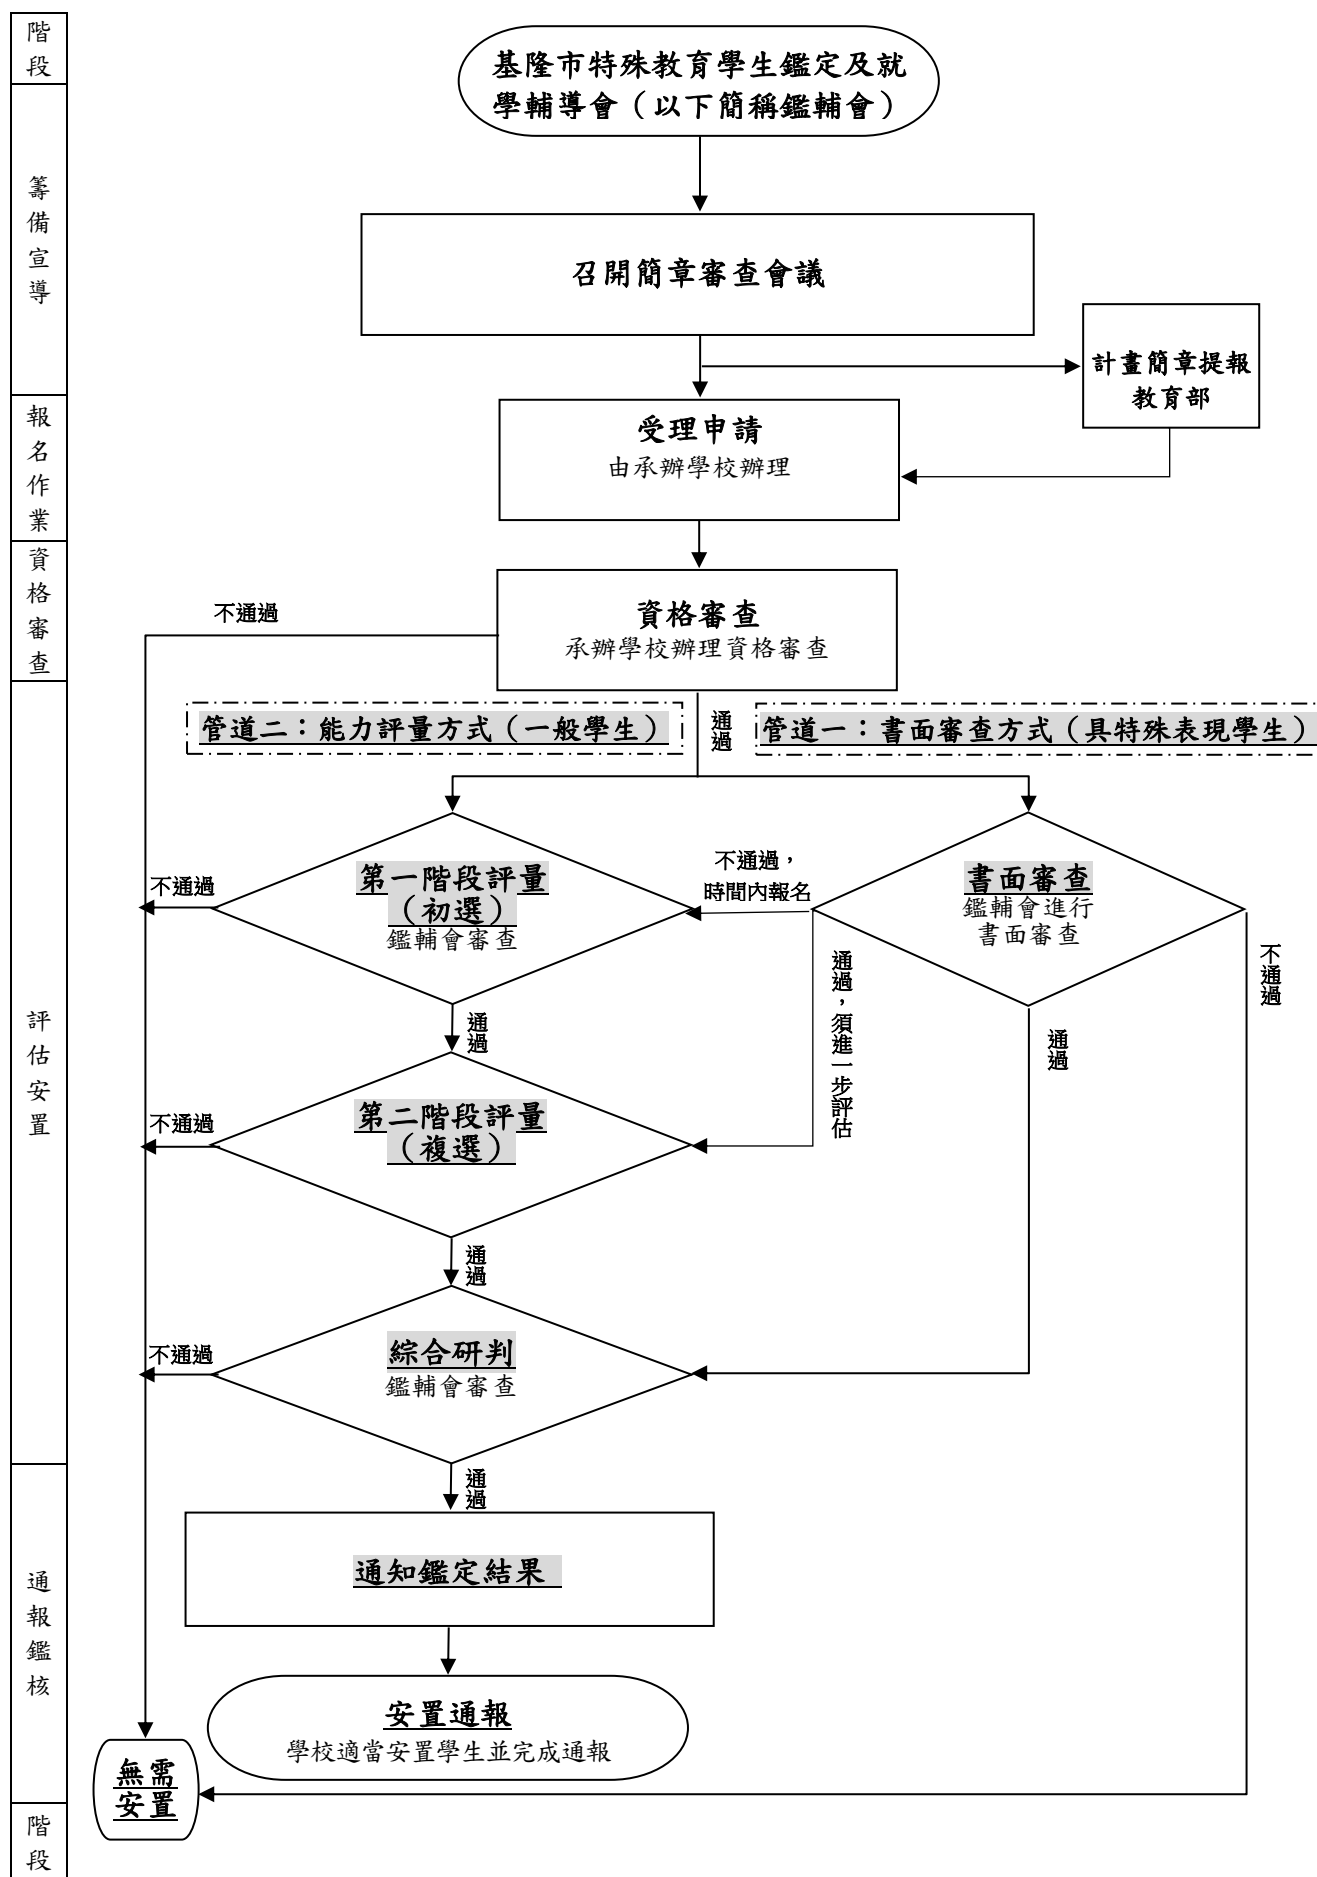 階
段
基隆市特殊教育學生鑑定及就
學輔導會（以下簡稱鑑輔會）
籌
備
宣
導
召開簡章審查會議
計畫簡章提報
教育部
報
名
作
業
受理申請
由承辦學校辦理
資
格
審
查
資格審查
承辦學校辦理資格審查
不通過
管道二：能力評量方式（一般學生）
通過
管道一：書面審查方式（具特殊表現學生）
評
估
安
置
第一階段評量
（初選）
鑑輔會審查
不通過
不通過，
時間內報名
書面審查
鑑輔會進行
書面審查
不通過
通過，須進一步評估
通過
通過
第二階段評量
（複選）
不通過
通過
綜合研判
鑑輔會審查
不通過
通過
通
報
鑑
核
通知鑑定結果
安置通報
學校適當安置學生並完成通報
無需
安置
階
段